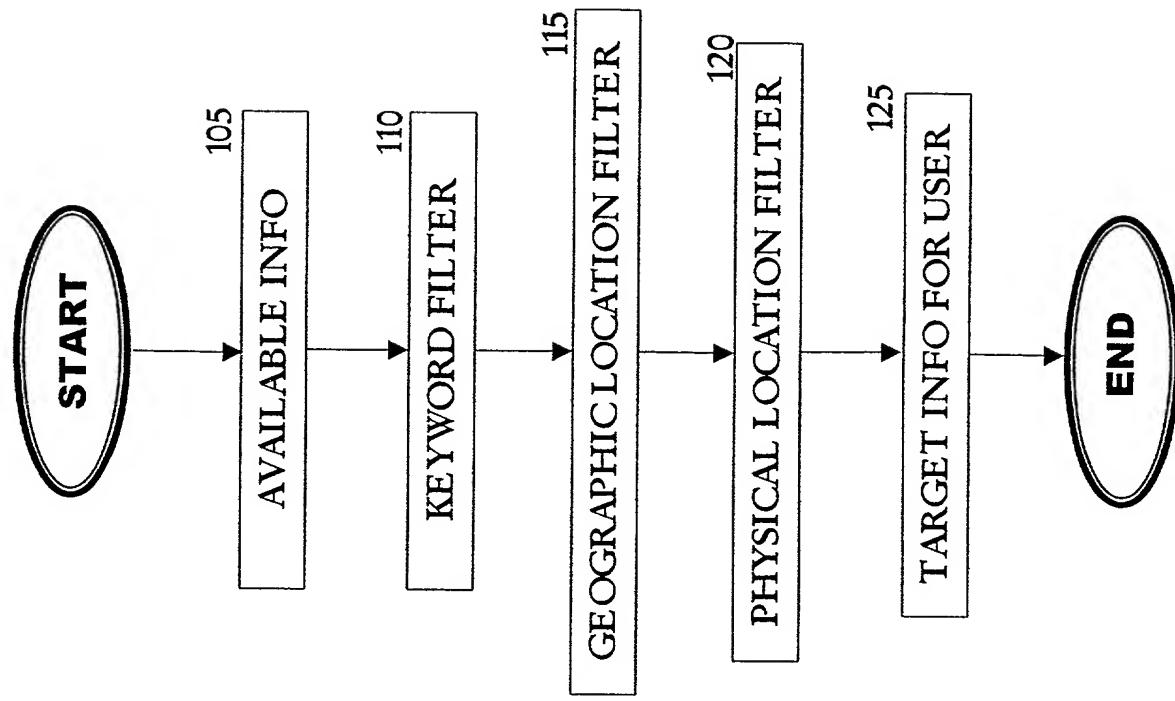 START
105
AVAILABLE INFO
110
KEYWORD FILTER
115
GEOGRAPHIC LOCATION FILTER
120
PHYSICAL LOCATION FILTER
125
TARGET INFO FOR USER
END